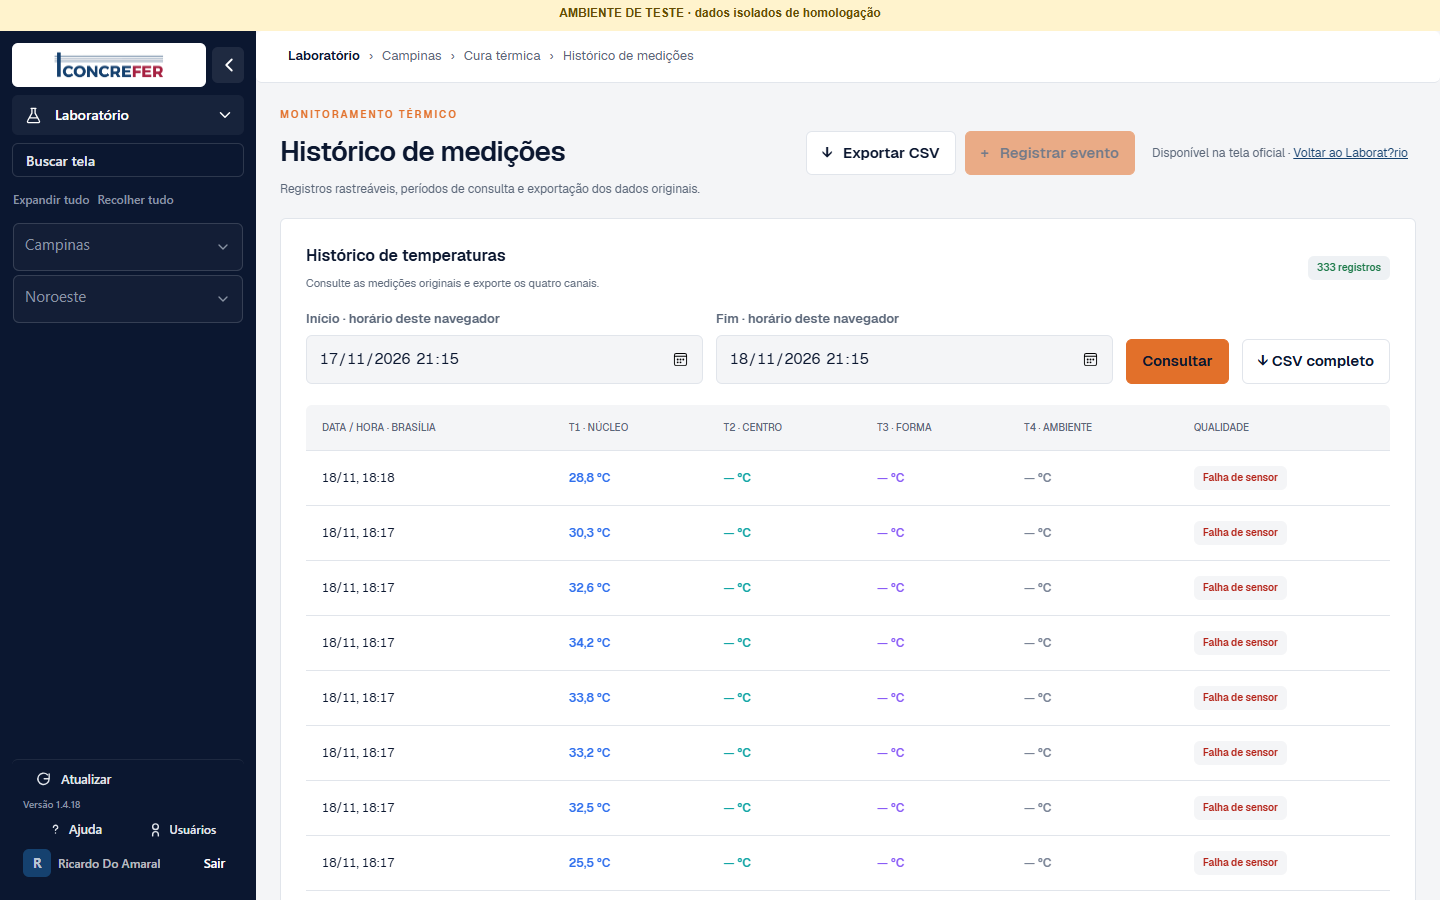 AMBIENTE DE TESTE · dados isolados de homologação
CONCREFER
Laboratório
Buscar tela
Expandir tudo Recolher tudo
Campinas
Noroeste
Atualizar
Versão 1.4.18
? Ajuda Usuários
R Ricardo Do Amaral Sair
Laboratório › Campinas › Cura térmica › Histórico de medições
MONITORAMENTO TÉRMICO
Histórico de medições
↓ Exportar CSV + Registrar evento Disponível na tela oficial · Voltar ao Laborat?rio
Registros rastreáveis, períodos de consulta e exportação dos dados originais.
Histórico de temperaturas
333 registros
Consulte as medições originais e exporte os quatro canais.
Início · horário deste navegador Fim · horário deste navegador
17/11/2026 21:15 18/11/2026 21:15 Consultar ↓ CSV completo
DATA / HORA · BRASÍLIA T1 · NÚCLEO T2 · CENTRO T3 · FORMA T4 · AMBIENTE QUALIDADE
18/11, 18:18 28,8 °C — °C — °C — °C Falha de sensor
18/11, 18:17 30,3 °C — °C — °C — °C Falha de sensor
18/11, 18:17 32,6 °C — °C — °C — °C Falha de sensor
18/11, 18:17 34,2 °C — °C — °C — °C Falha de sensor
18/11, 18:17 33,8 °C — °C — °C — °C Falha de sensor
18/11, 18:17 33,2 °C — °C — °C — °C Falha de sensor
18/11, 18:17 32,5 °C — °C — °C — °C Falha de sensor
18/11, 18:17 25,5 °C — °C — °C — °C Falha de sensor